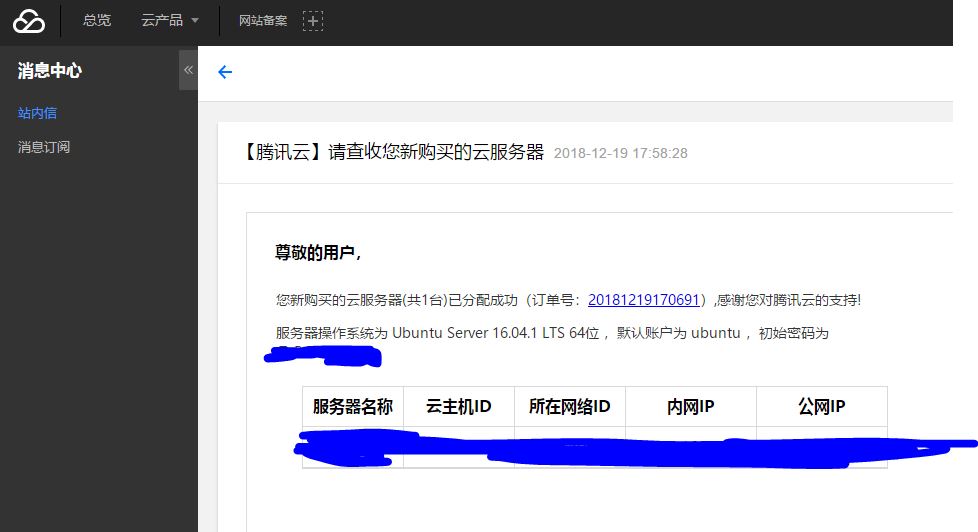 总览 云产品 网站备案
消息中心
站内信
消息订阅
【腾讯云】请查收您新购买的云服务器 2018-12-19 17:58:28
尊敬的用户，
您新购买的云服务器(共1台)已分配成功（订单号：20181219170691）,感谢您对腾讯云的支持!
服务器操作系统为 Ubuntu Server 16.04.1 LTS 64位 ，默认账户为 ubuntu ，初始密码为
服务器名称 云主机ID 所在网络ID 内网IP 公网IP